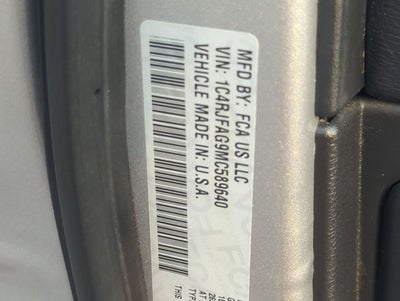 MFD BY: FCA US LLC
VIN: 1C4RJFAG9MC589640
VEHICLE MADE IN: U.S.A.